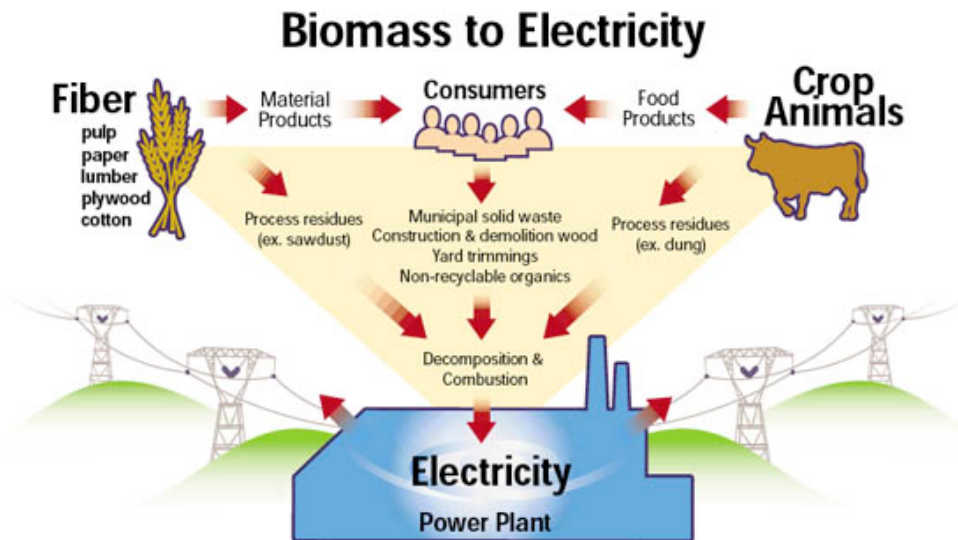 Biomass to Electricity
Fiber
pulp
paper
lumber
plywood
cotton
Material
Products
Consumers
Food
Products
Crop
Animals
Process residues
(ex. sawdust)
Municipal solid waste
Construction & demolition wood
Yard trimmings
Non-recyclable organics
Process residues
(ex. dung)
Decomposition &
Combustion
Electricity
Power Plant